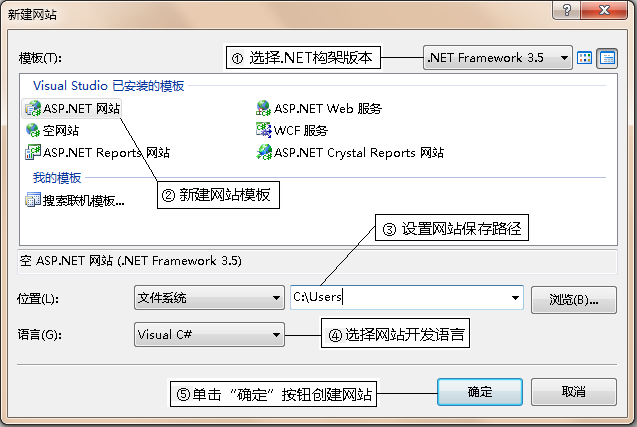 新建网站
模板(T):
① 选择.NET构架版本
.NET Framework 3.5
Visual Studio 已安装的模板
ASP.NET 网站
ASP.NET Web 服务
空网站
WCF 服务
ASP.NET Reports 网站
ASP.NET Crystal Reports 网站
我的模板
② 新建网站模板
搜索联机模板...
③ 设置网站保存路径
空 ASP.NET 网站 (.NET Framework 3.5)
位置(L):
文件系统
C:\Users
浏览(B)...
语言(G):
Visual C#
④选择网站开发语言
⑤单击“确定”按钮创建网站
确定
取消